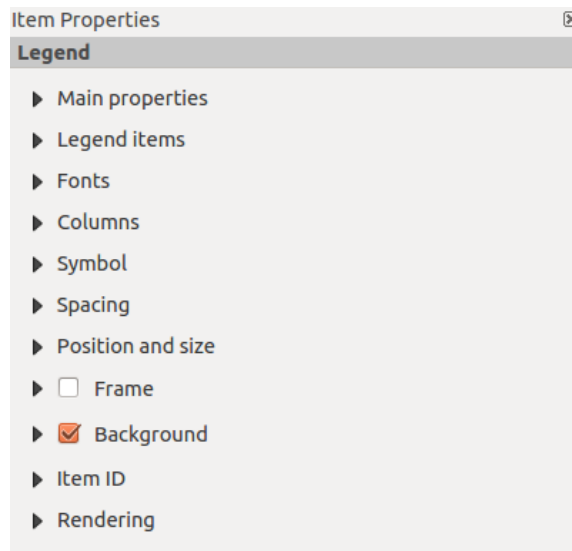 Item Properties
Legend
Main properties
Legend items
Fonts
Columns
Symbol
Spacing
Position and size
Frame
Background
Item ID
Rendering